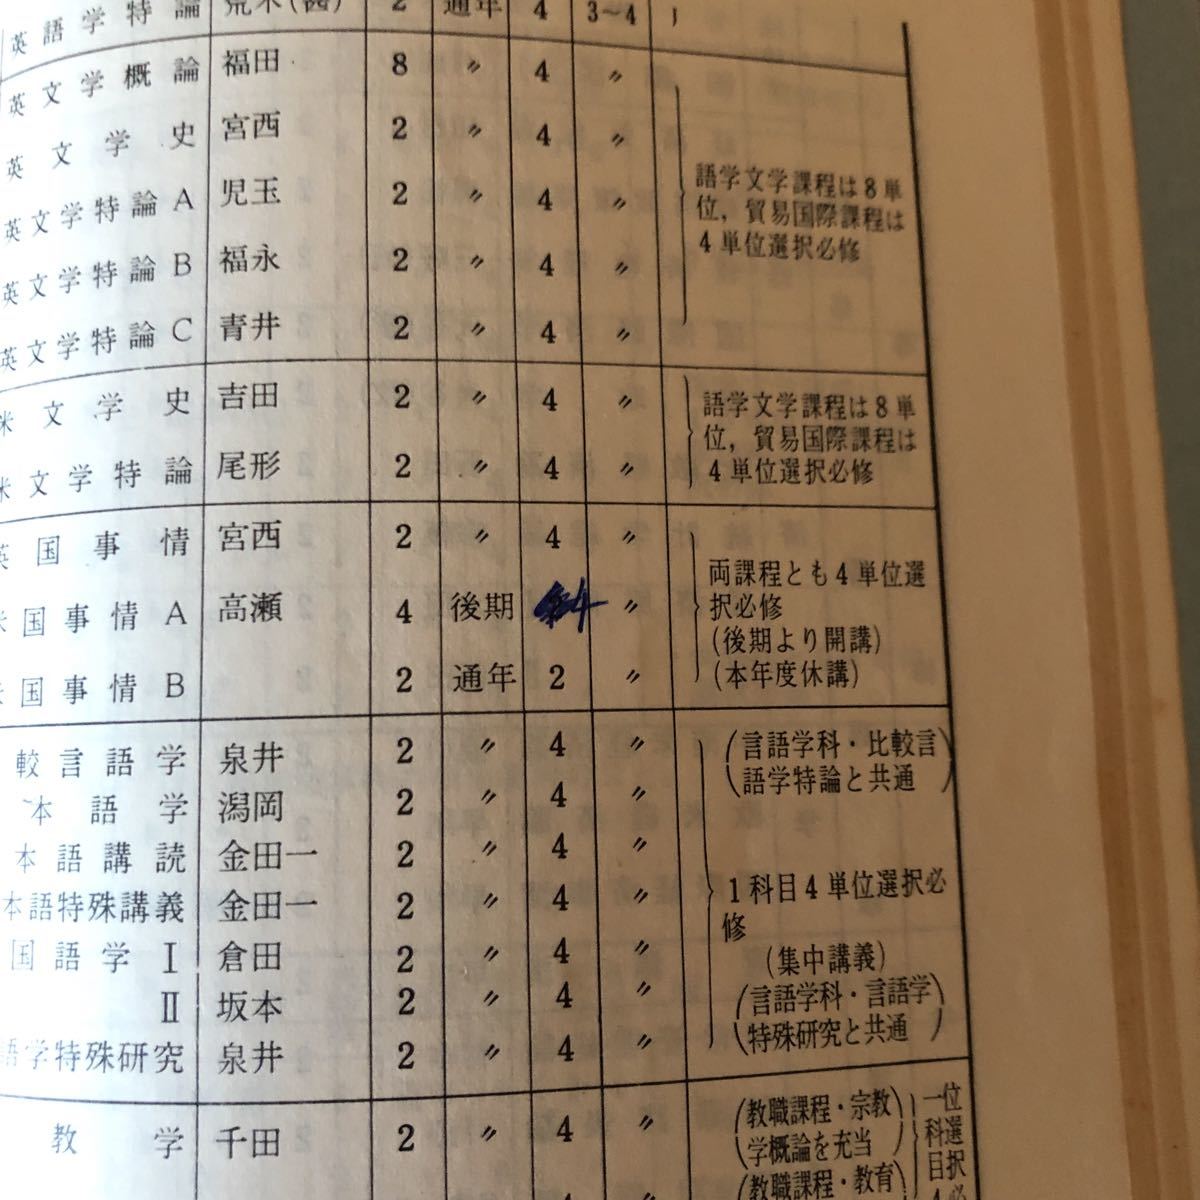 英語学特論 荒木(茜) 2 通年 4 3～4
英文学概論 福田 8 〃 4 〃
英文学史 宮西 2 〃 4 〃
英文学特論A 児玉 2 〃 4 〃
英文学特論B 福永 2 〃 4 〃
英文学特論C 青井 2 〃 4 〃
語学文学課程は8単
位，貿易国際課程は
4単位選択必修
米文学史 吉田 2 〃 4 〃
米文学特論 尾形 2 〃 4 〃
語学文学課程は8単
位，貿易国際課程は
4単位選択必修
英国事情 宮西 2 〃 4 〃
米国事情A 高瀬 4 後期 4 〃
米国事情B 2 通年 2 〃
両課程とも4単位選
択必修
(後期より開講)
(本年度休講)
較言語学 泉井 2 〃 4 〃
本語学 潟岡 2 〃 4 〃
本語講読 金田一 2 〃 4 〃
本語特殊講義 金田一 2 〃 4 〃
国語学I 倉田 2 〃 4 〃
II 坂本 2 〃 4 〃
語学特殊研究 泉井 2 〃 4 〃
(言語学科・比較言
語学特論と共通)
1科目4単位選択必
修
(集中講義)
(言語学科・言語学
特殊研究と共通)
教学 千田 2 〃 4 〃
(教職課程・宗教
学概論を充当)
(教職課程・教育
一位
科選
目択
4必